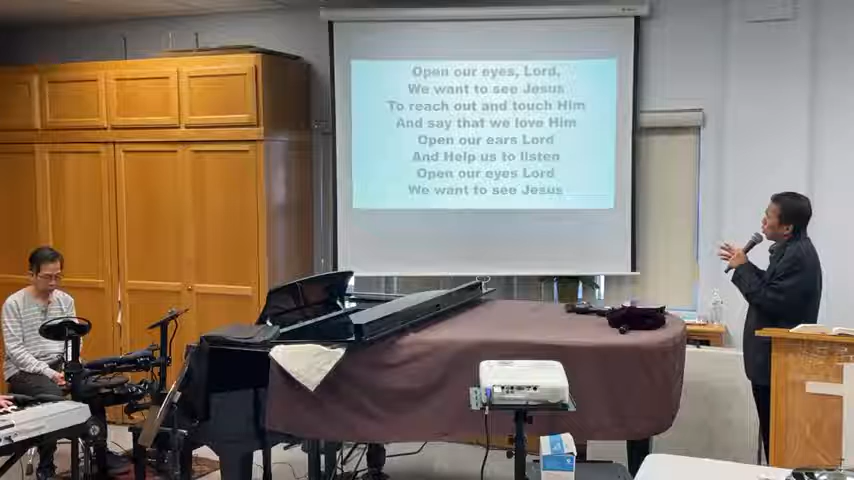 Open our eyes, Lord,
We want to see Jesus
To reach out and touch Him
And say that we love Him
Open our ears Lord
And Help us to listen
Open our eyes Lord
We want to see Jesus